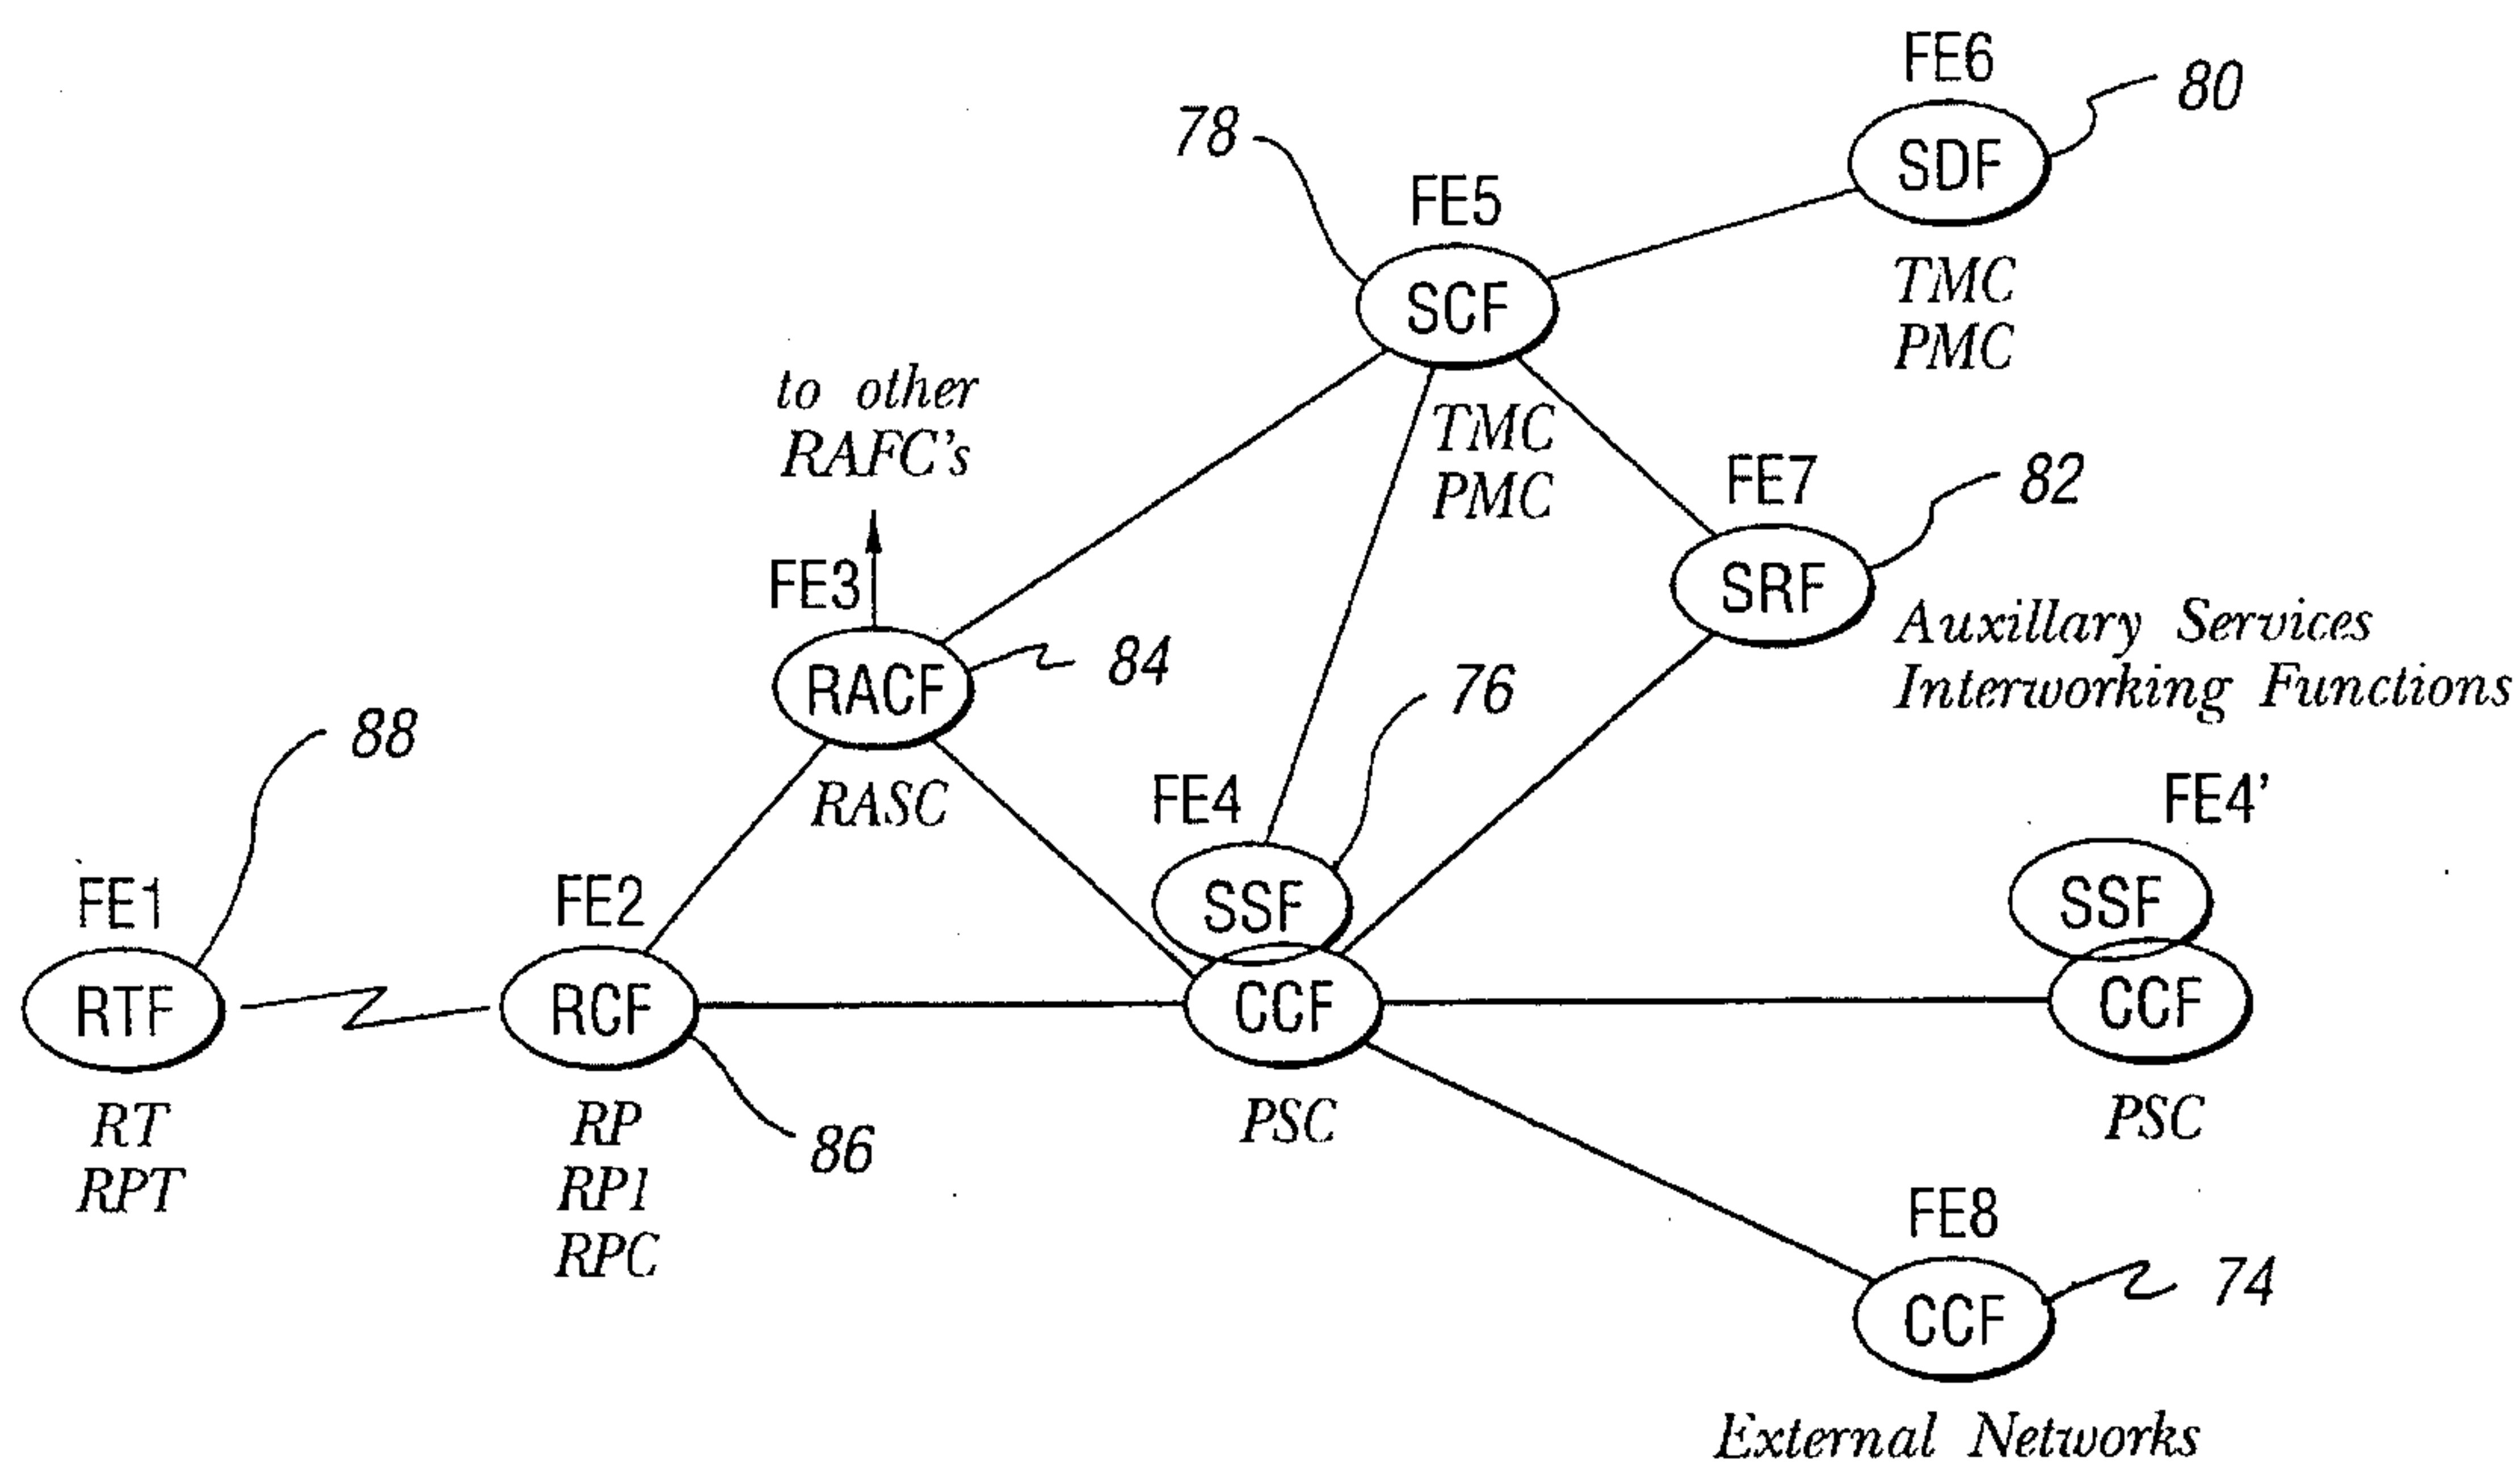 FE6
80
SDF
TMC
PMC
78
FE5
SCF
TMC
PMC
to other
RAFC's
FE3
RACF
84
RASC
FE7
82
SRF
Auxillary Services
Interworking Functions
76
FE4
SSF
CCF
PSC
FE4'
SSF
CCF
PSC
88
FE1
RTF
RT
RPT
FE2
RCF
86
RP
RPI
RPC
FE8
74
CCF
External Networks